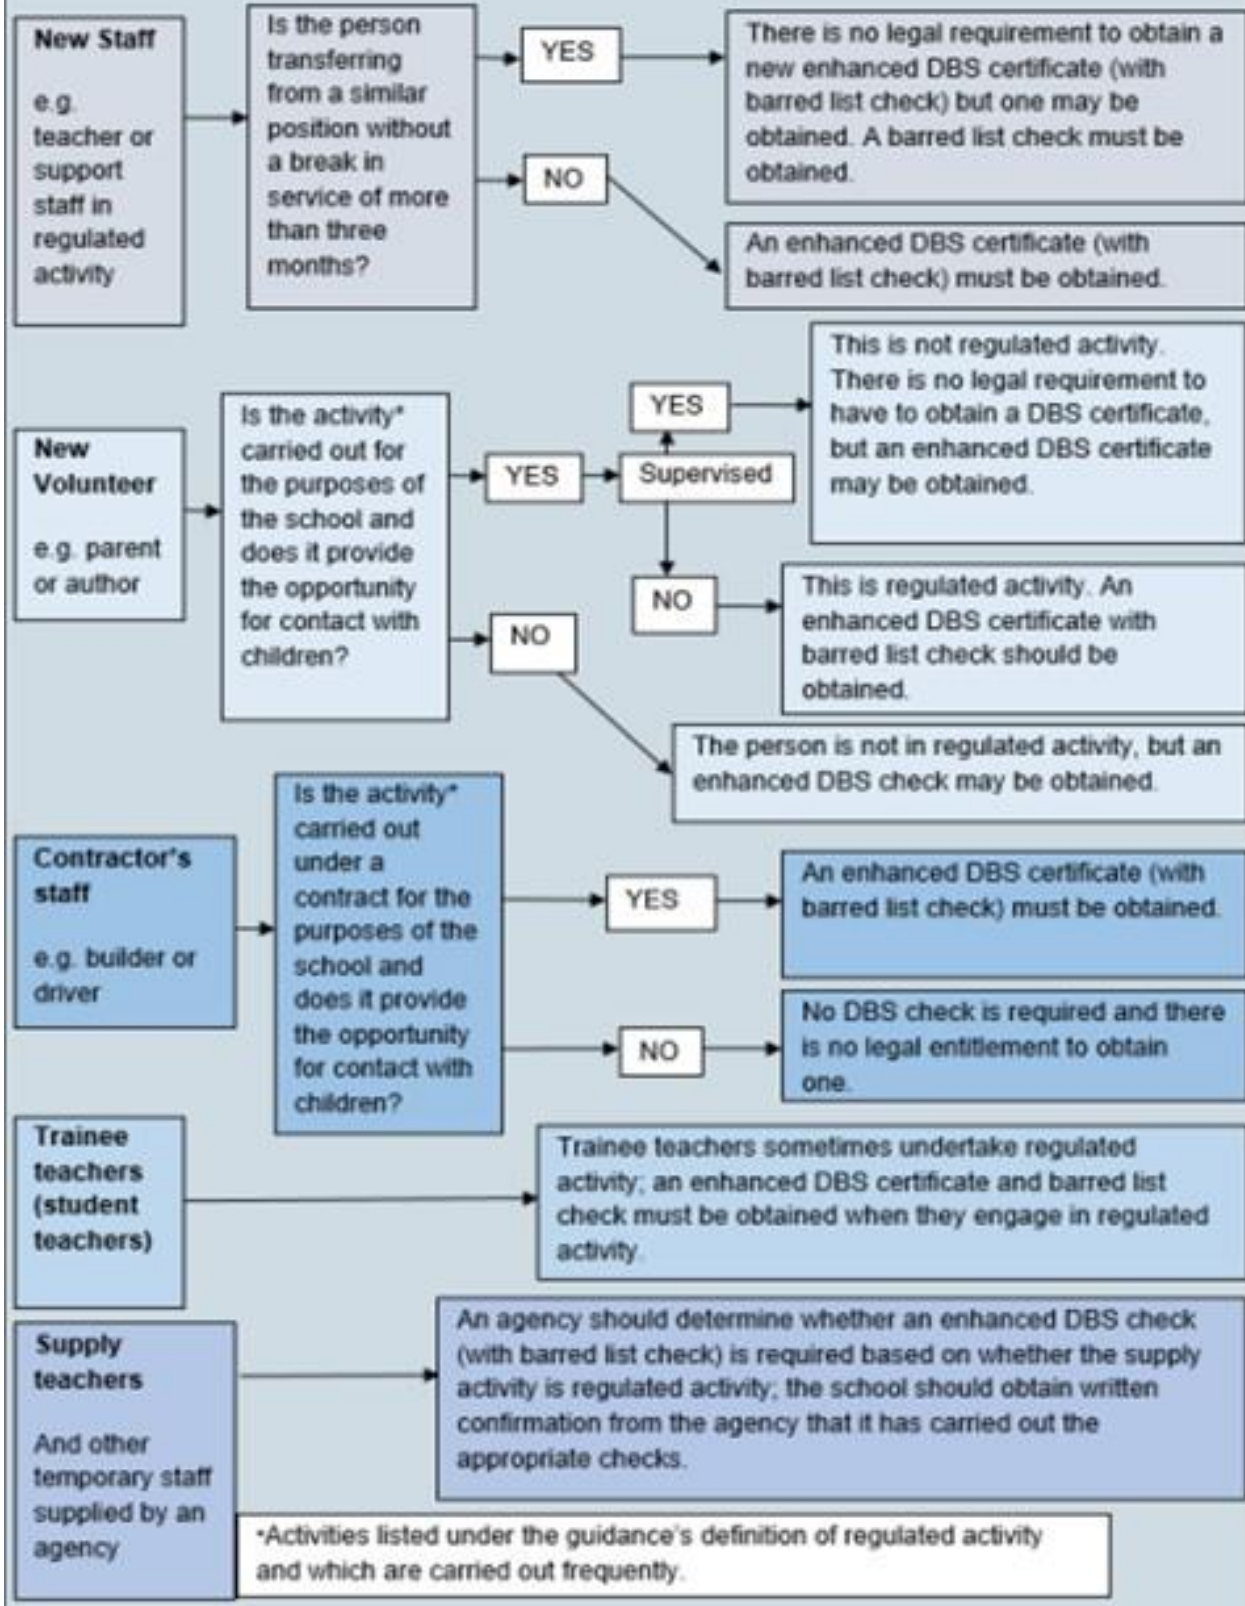 New Staff
e.g.
teacher or
support
staff in
regulated
activity
Is the person
transferring
from a similar
position without
a break in
service of more
than three
months?
YES
There is no legal requirement to obtain a
new enhanced DBS certificate (with
barred list check) but one may be
obtained. A barred list check must be
obtained.
NO
An enhanced DBS certificate (with
barred list check) must be obtained.
New
Volunteer
e.g. parent
or author
Is the activity*
carried out for
the purposes of
the school and
does it provide
the opportunity
for contact with
children?
YES
Supervised
YES
This is not regulated activity.
There is no legal requirement to
have to obtain a DBS certificate,
but an enhanced DBS certificate
may be obtained.
NO
This is regulated activity. An
enhanced DBS certificate with
barred list check should be
obtained.
NO
The person is not in regulated activity, but an
enhanced DBS check may be obtained.
Contractor's
staff
e.g. builder or
driver
Is the activity*
carried out
under a
contract for the
purposes of the
school and
does it provide
the opportunity
for contact with
children?
YES
An enhanced DBS certificate (with
barred list check) must be obtained.
NO
No DBS check is required and there
is no legal entitlement to obtain
one.
Trainee
teachers
(student
teachers)
Trainee teachers sometimes undertake regulated
activity; an enhanced DBS certificate and barred list
check must be obtained when they engage in regulated
activity.
Supply
teachers
And other
temporary staff
supplied by an
agency
An agency should determine whether an enhanced DBS check
(with barred list check) is required based on whether the supply
activity is regulated activity; the school should obtain written
confirmation from the agency that it has carried out the
appropriate checks.
*Activities listed under the guidance's definition of regulated activity
and which are carried out frequently.